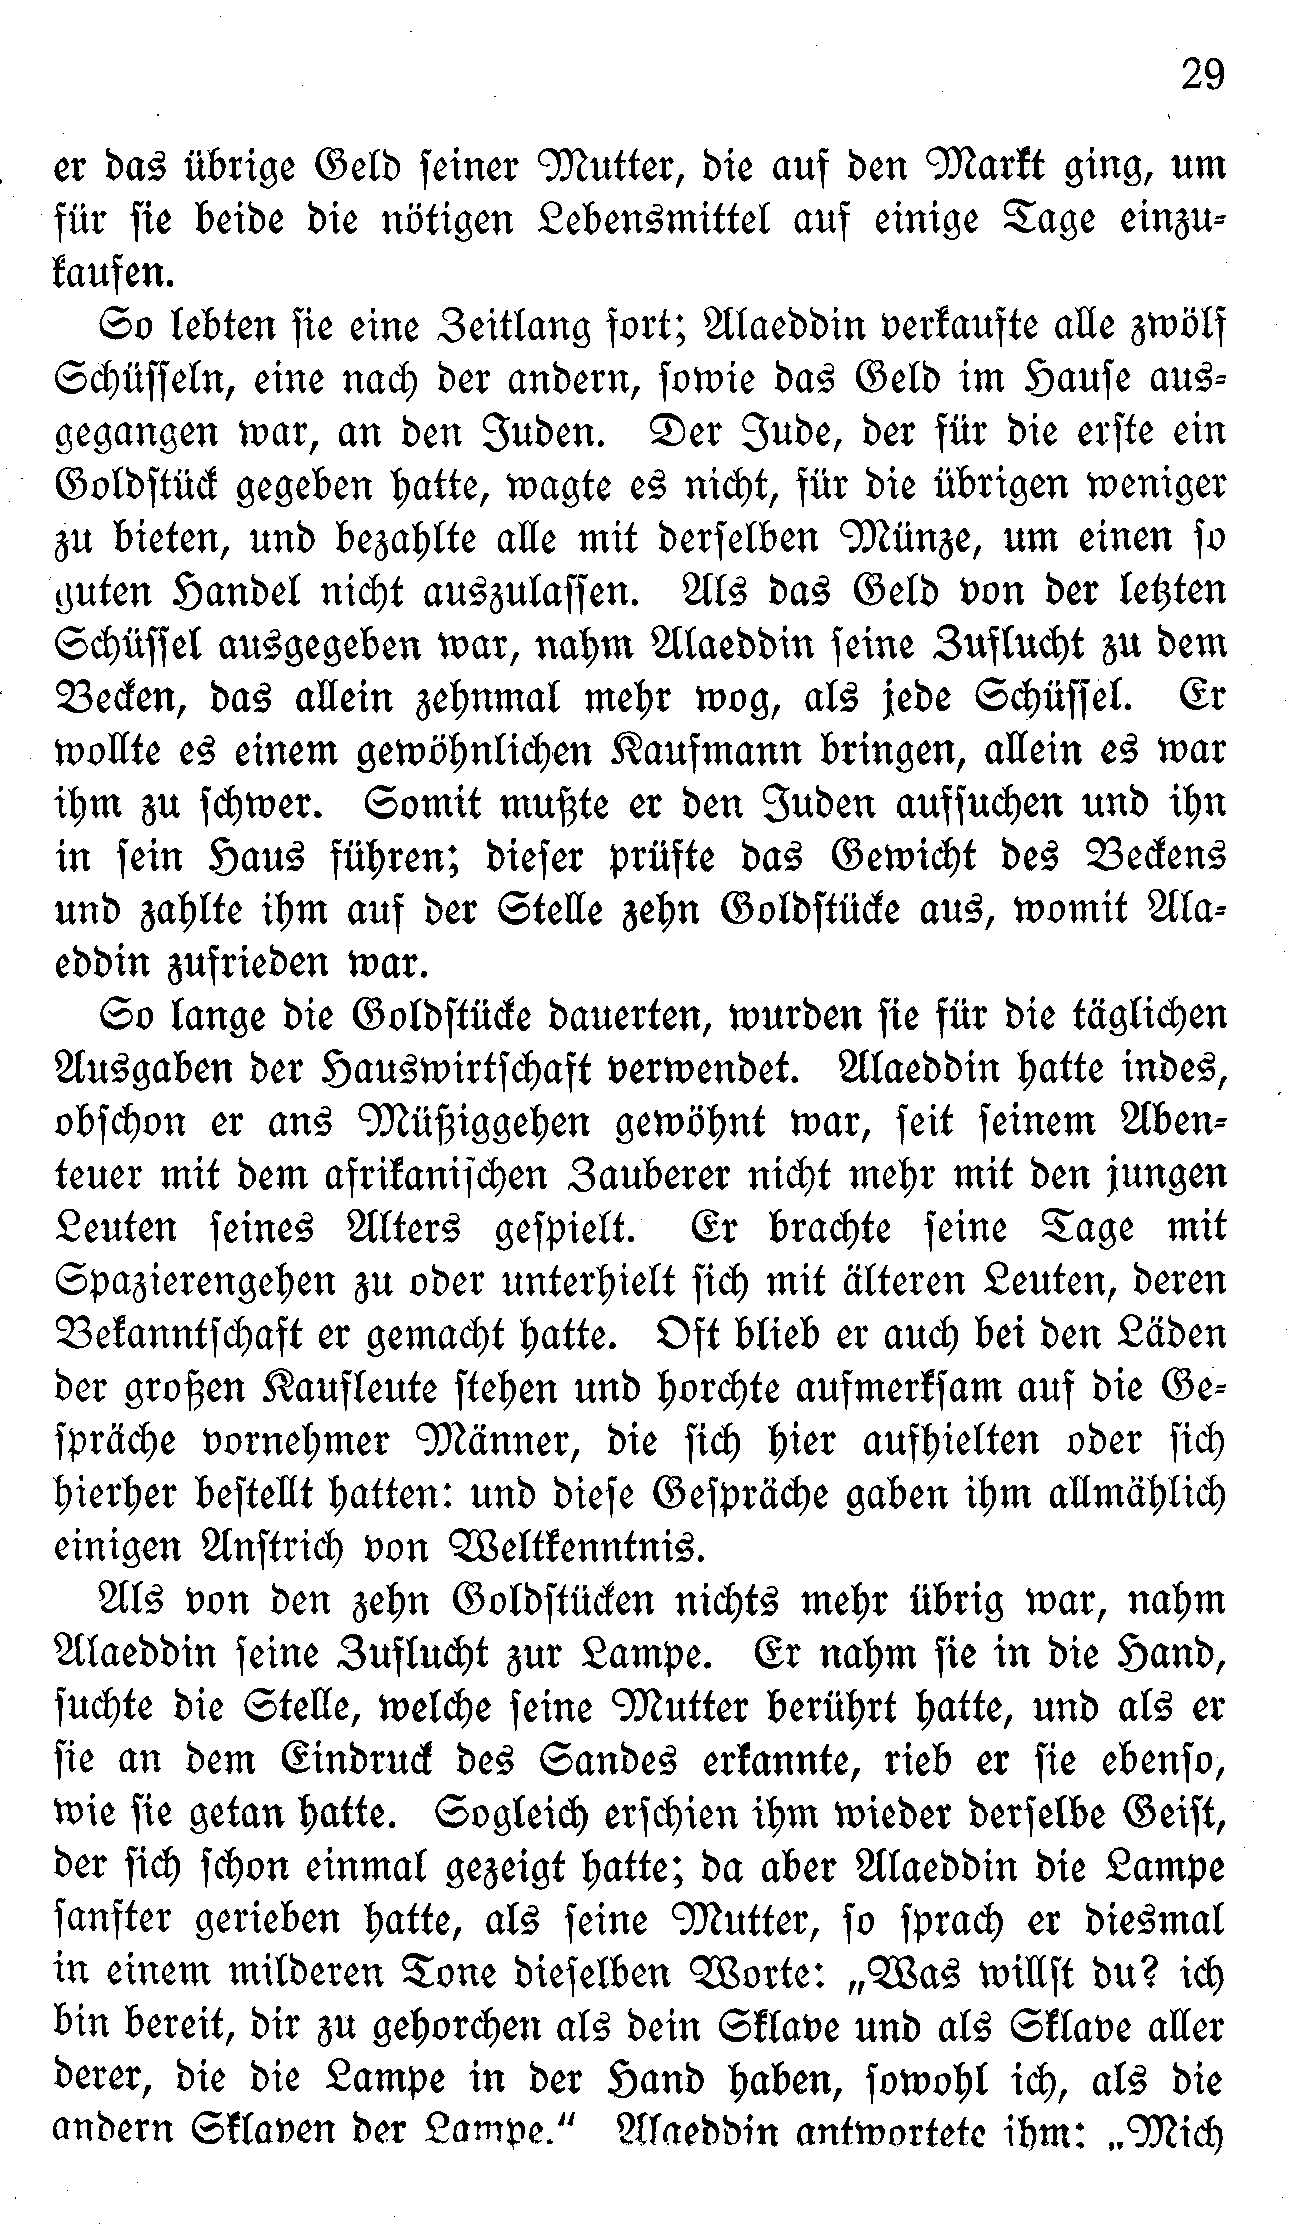 29
er das übrige Geld seiner Mutter, die auf den Markt ging, um
für sie beide die nötigen Lebensmittel auf einige Tage einzu-
kaufen.
So lebten sie eine Zeitlang fort; Alaeddin verkaufte alle zwölf
Schüsseln, eine nach der andern, sowie das Geld im Hause aus-
gegangen war, an den Juden. Der Jude, der für die erste ein
Goldstück gegeben hatte, wagte es nicht, für die übrigen weniger
zu bieten, und bezahlte alle mit derselben Münze, um einen so
guten Handel nicht auszulassen. Als das Geld von der letzten
Schüssel ausgegeben war, nahm Alaeddin seine Zuflucht zu dem
Becken, das allein zehnmal mehr wog, als jede Schüssel. Er
wollte es einem gewöhnlichen Kaufmann bringen, allein es war
ihm zu schwer. Somit mußte er den Juden aufsuchen und ihn
in sein Haus führen; dieser prüfte das Gewicht des Beckens
und zahlte ihm auf der Stelle zehn Goldstücke aus, womit Ala-
eddin zufrieden war.
So lange die Goldstücke dauerten, wurden sie für die täglichen
Ausgaben der Hauswirtschaft verwendet. Alaeddin hatte indes,
obschon er ans Müßiggehen gewöhnt war, seit seinem Aben-
teuer mit dem afrikanischen Zauberer nicht mehr mit den jungen
Leuten seines Alters gespielt. Er brachte seine Tage mit
Spazierengehen zu oder unterhielt sich mit älteren Leuten, deren
Bekanntschaft er gemacht hatte. Oft blieb er auch bei den Läden
der großen Kaufleute stehen und horchte aufmerksam auf die Ge-
spräche vornehmer Männer, die sich hier aufhielten oder sich
hierher bestellt hatten: und diese Gespräche gaben ihm allmählich
einigen Anstrich von Weltkenntnis.
Als von den zehn Goldstücken nichts mehr übrig war, nahm
Alaeddin seine Zuflucht zur Lampe. Er nahm sie in die Hand,
suchte die Stelle, welche seine Mutter berührt hatte, und als er
sie an dem Eindruck des Sandes erkannte, rieb er sie ebenso,
wie sie getan hatte. Sogleich erschien ihm wieder derselbe Geist,
der sich schon einmal gezeigt hatte; da aber Alaeddin die Lampe
sanfter gerieben hatte, als seine Mutter, so sprach er diesmal
in einem milderen Tone dieselben Worte: „Was willst du? ich
bin bereit, dir zu gehorchen als dein Sklave und als Sklave aller
derer, die die Lampe in der Hand haben, sowohl ich, als die
andern Sklaven der Lampe.“ Alaeddin antwortete ihm: „Mich